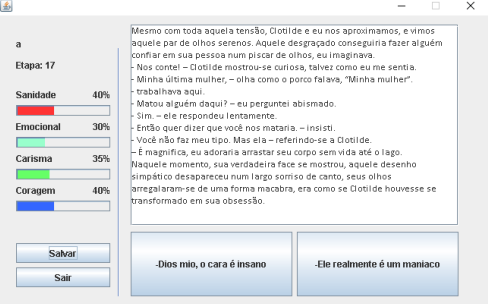 a
Etapa: 17
Sanidade 40%
Emocional 30%
Carisma 35%
Coragem 40%
Salvar
Sair
Mesmo com toda aquela tensão, Clotilde e eu nos aproximamos, e vimos
aquele par de olhos serenos. Aquele desgraçado conseguiria fazer alguém
confiar em sua pessoa num piscar de olhos, eu imaginava.
- Nos conte! – Clotilde mostrou-se curiosa, talvez como eu me sentia.
- Minha última mulher, – olha como o porco falava, “Minha mulher”.
- trabalhava aqui.
- Matou alguém daqui? – eu perguntei abismado.
- Sim. – ele respondeu lentamente.
- Então quer dizer que você nos mataria. – insisti.
- Você não faz meu tipo. Mas ela – referindo-se a Clotilde.
– É magnifica, eu adoraria arrastar seu corpo sem vida até o lago.
Naquele momento, sua verdadeira face se mostrou, aquele desenho
simpático desapareceu num largo sorriso de canto, seus olhos
arregalaram-se de uma forma macabra, era como se Clotilde houvesse se
transformado em sua obsessão.
-Dios mio, o cara é insano
-Ele realmente é um maniaco